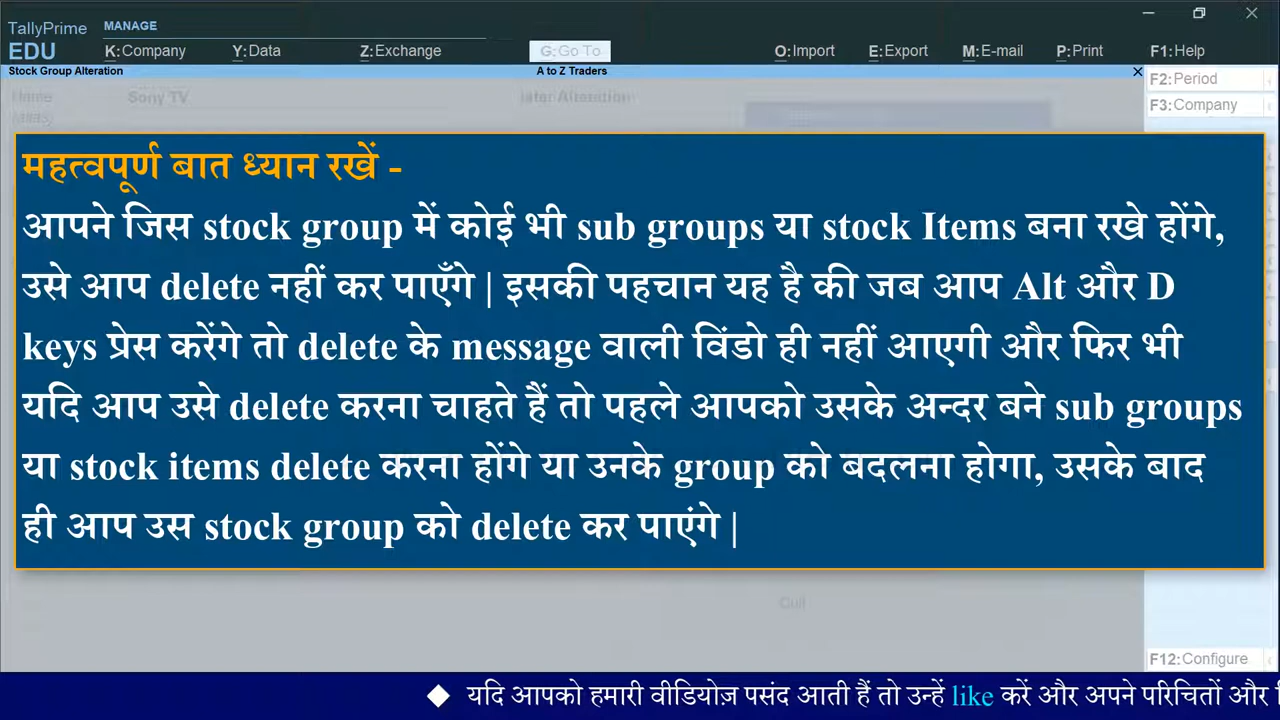 TallyPrime
EDU
MANAGE
K:Company
Y:Data
Z:Exchange
G:Go To
O:Import
E:Export
M:E-mail
P:Print
F1:Help
Stock Group Alteration
A to Z Traders
F2:Period
F3:Company
Name
Sony TV
(alias)
महत्वपूर्ण बात ध्यान रखें -
आपने जिस stock group में कोई भी sub groups या stock Items बना रखे होंगे,
उसे आप delete नहीं कर पाएँगे | इसकी पहचान यह है की जब आप Alt और D
keys प्रेस करेंगे तो delete के message वाली विंडो ही नहीं आएगी और फिर भी
यदि आप उसे delete करना चाहते हैं तो पहले आपको उसके अन्दर बने sub groups
या stock items delete करना होंगे या उनके group को बदलना होगा, उसके बाद
ही आप उस stock group को delete कर पाएंगे |
Quit
F12:Configure
◆ यदि आपको हमारी वीडियोज़ पसंद आती हैं तो उन्हें like करें और अपने परिचितों और